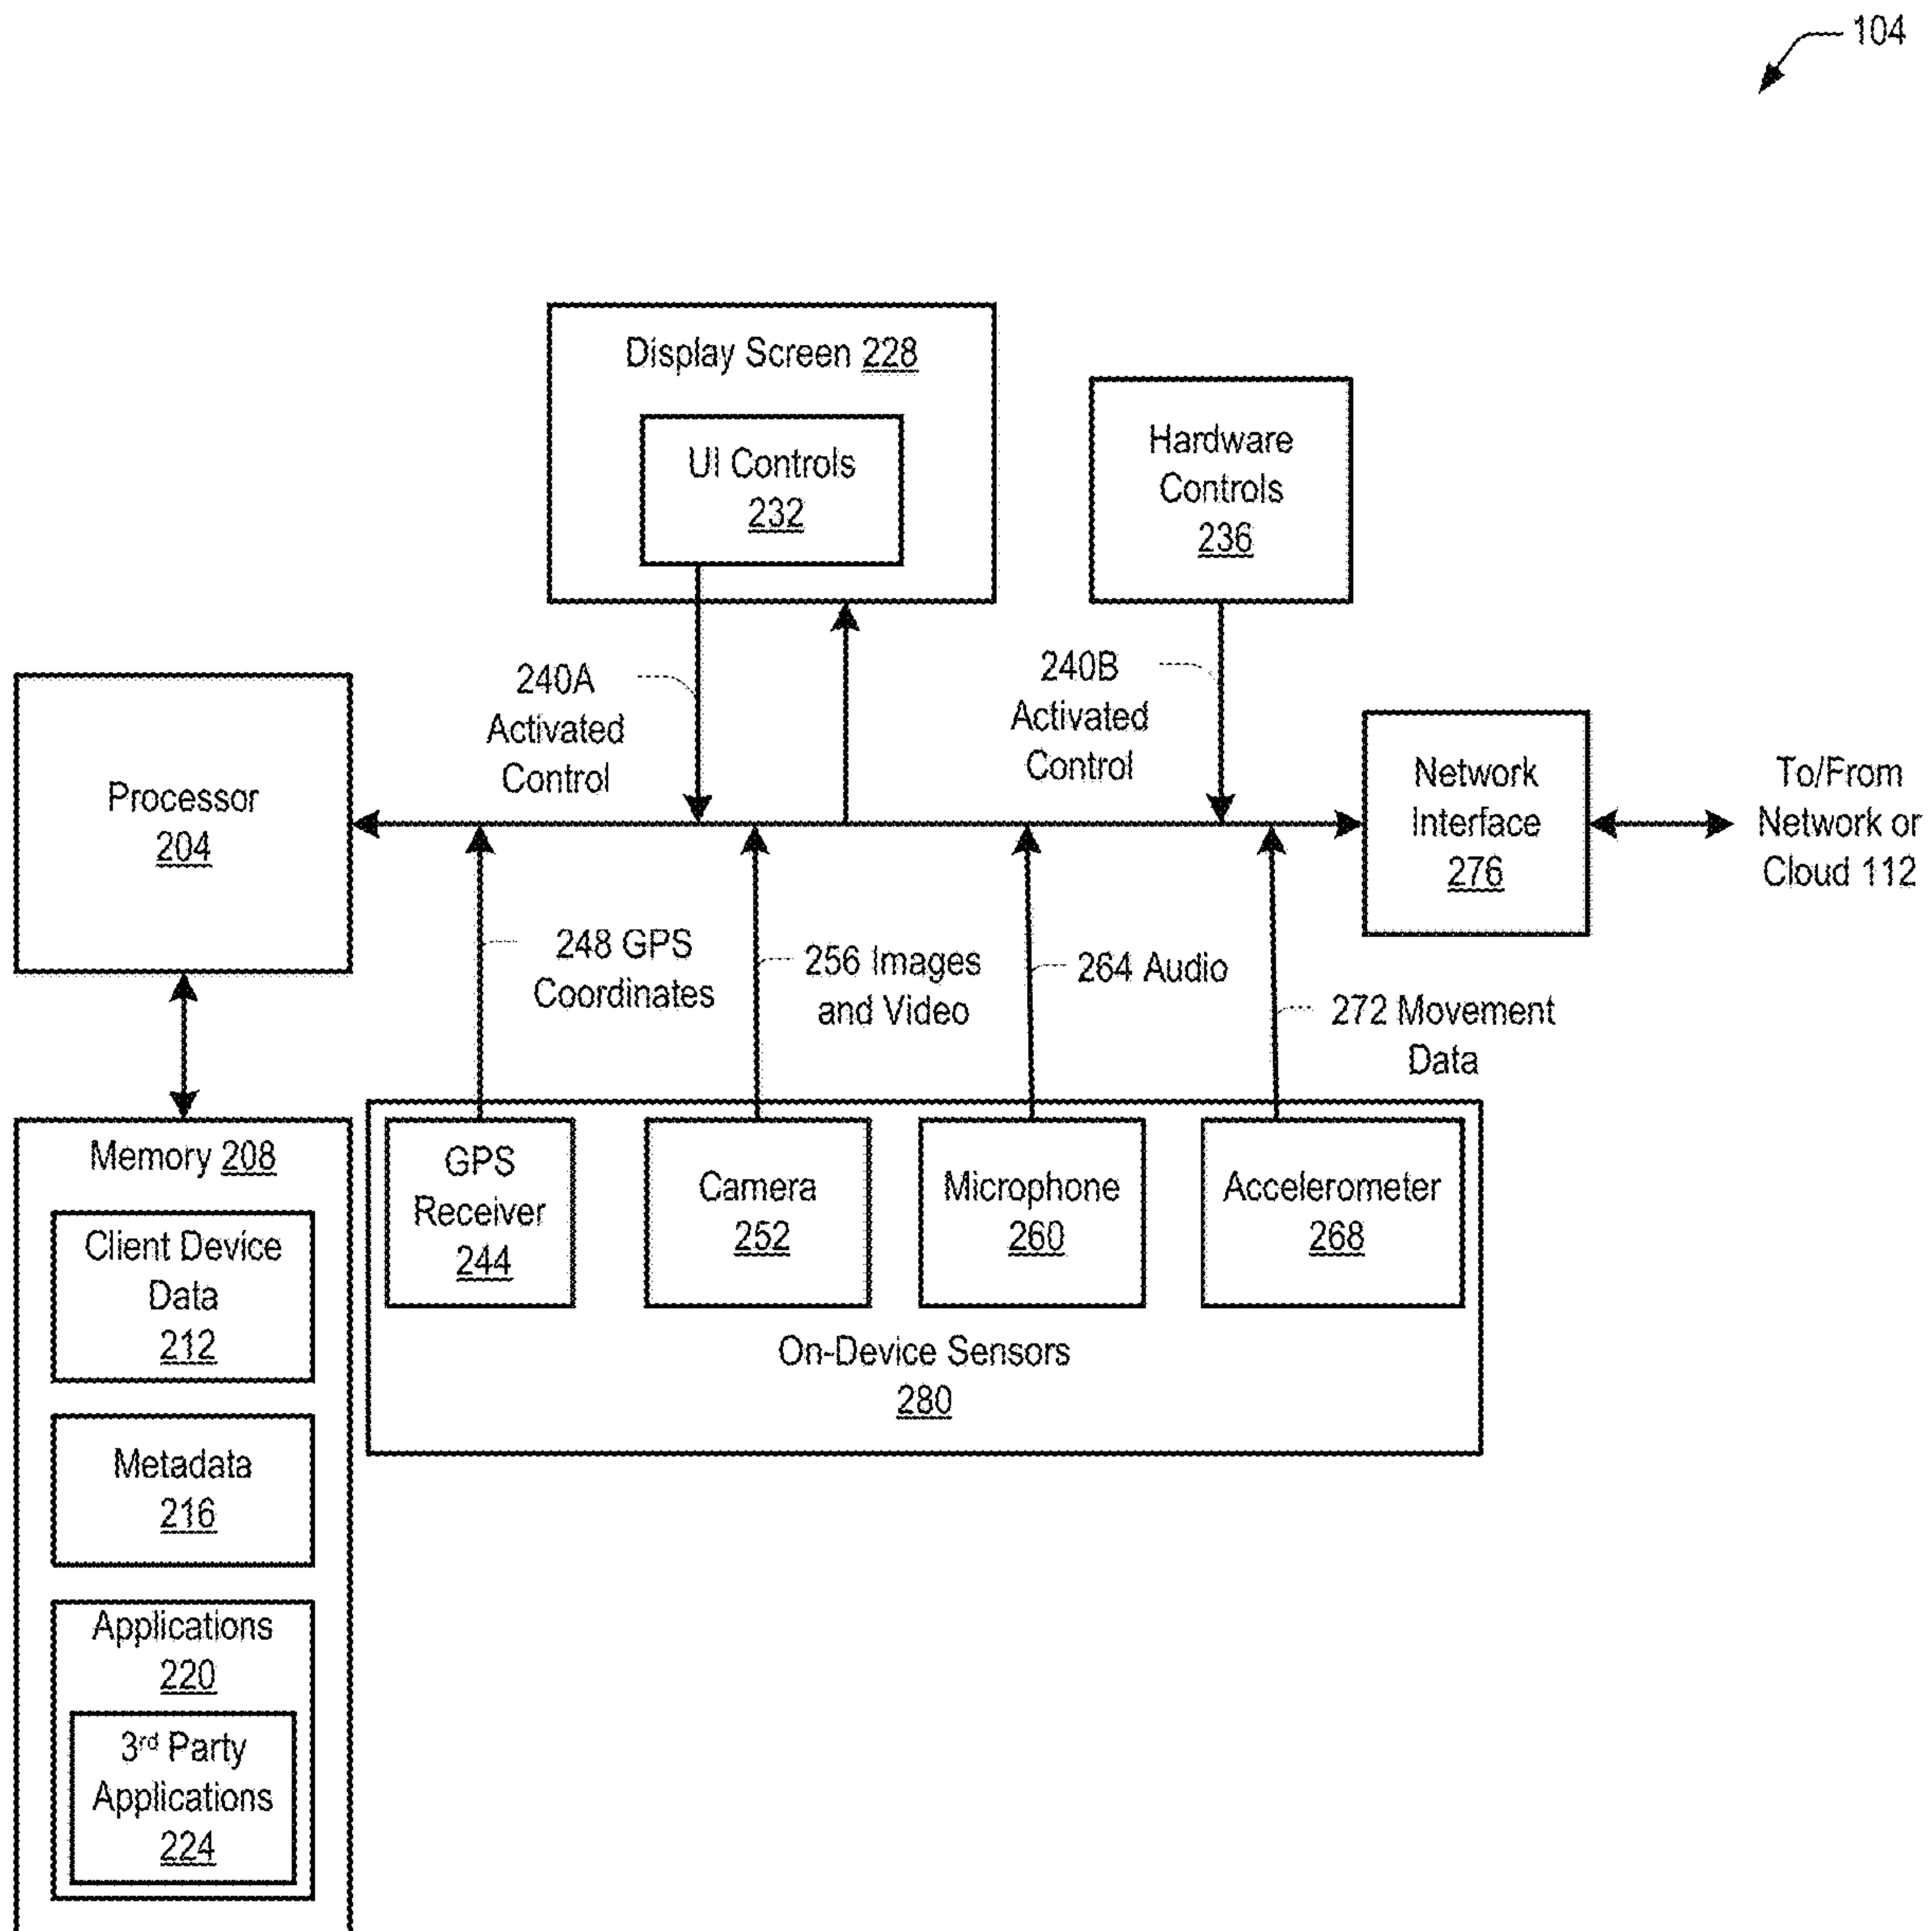 104
Display Screen 228
UI Controls
232
Hardware
Controls
236
240A
Activated
Control
240B
Activated
Control
Processor
204
Network
Interface
276
To/From
Network or
Cloud 112
248 GPS
Coordinates
256 Images
and Video
264 Audio
272 Movement
Data
Memory 208
Client Device
Data
212
Metadata
216
Applications
220
3rd Party
Applications
224
GPS
Receiver
244
Camera
252
Microphone
260
Accelerometer
268
On-Device Sensors
280